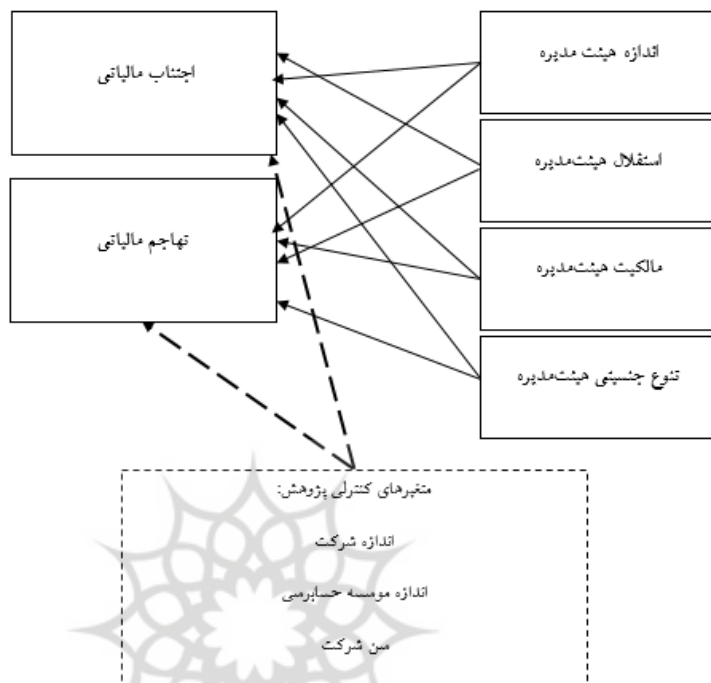 اندازه هیئت مدیره
اجتناب مالیاتی
استقلال هیئت‌مدیره
تهاجم مالیاتی
مالکیت هیئت‌مدیره
تنوع جنسیتی هیئت‌مدیره
متغیرهای کنترلی پژوهش:
اندازه شرکت
اندازه موسسه حسابرسی
سن شرکت